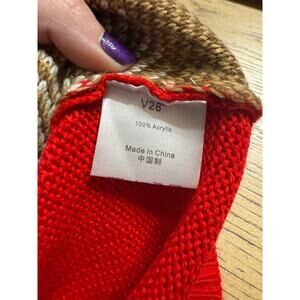 V28
100% Acrylic
Made in China
中国制